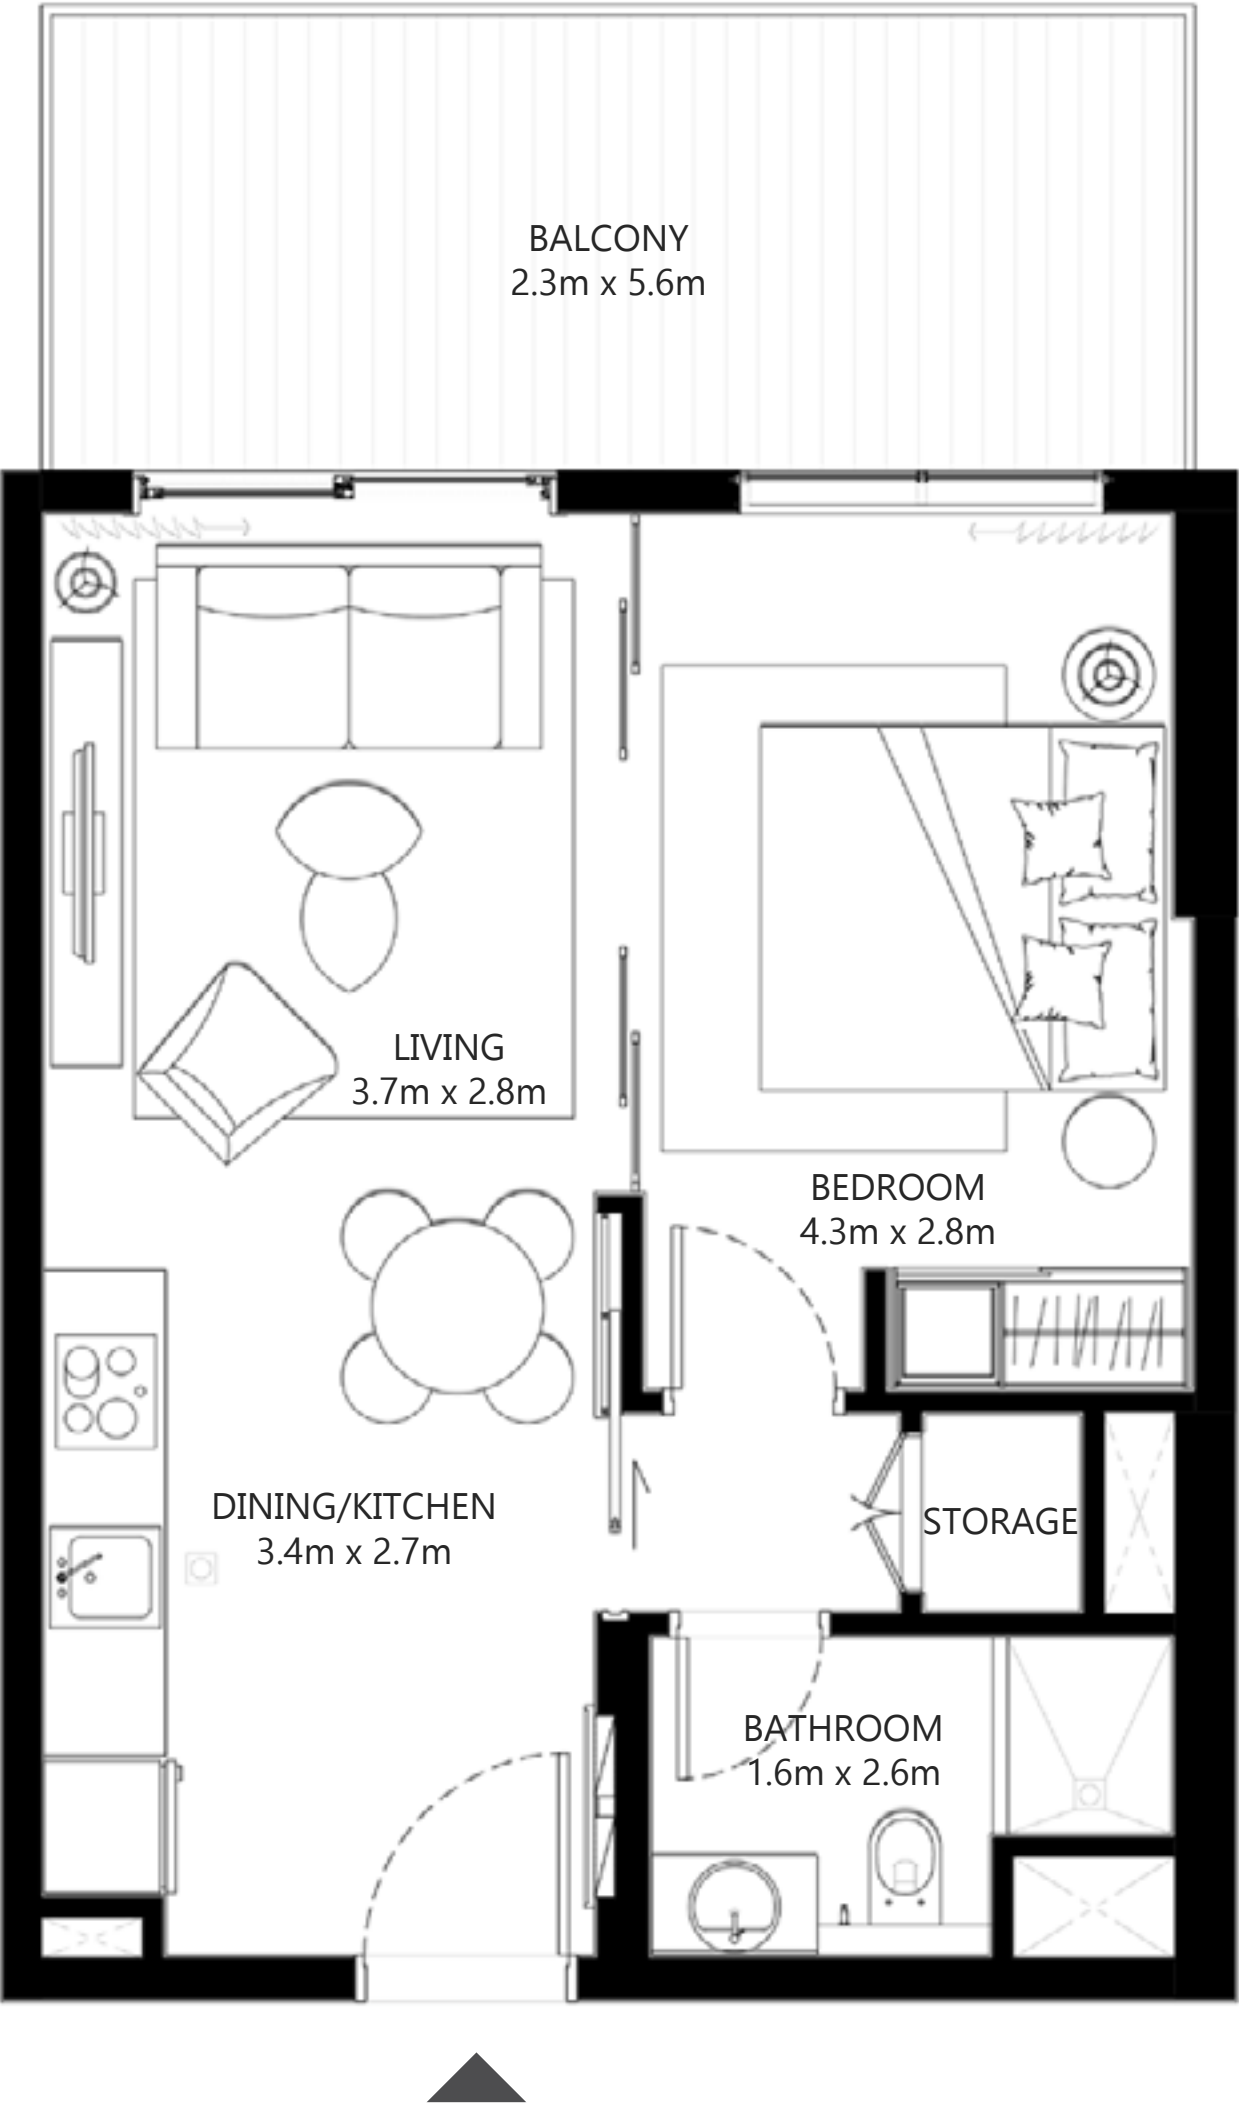 BALCONY
2.3m x 5.6m
LIVING
3.7m x 2.8m
BEDROOM
4.3m x 2.8m
DINING/KITCHEN
3.4m x 2.7m
STORAGE
BATHROOM
1.6m x 2.6m